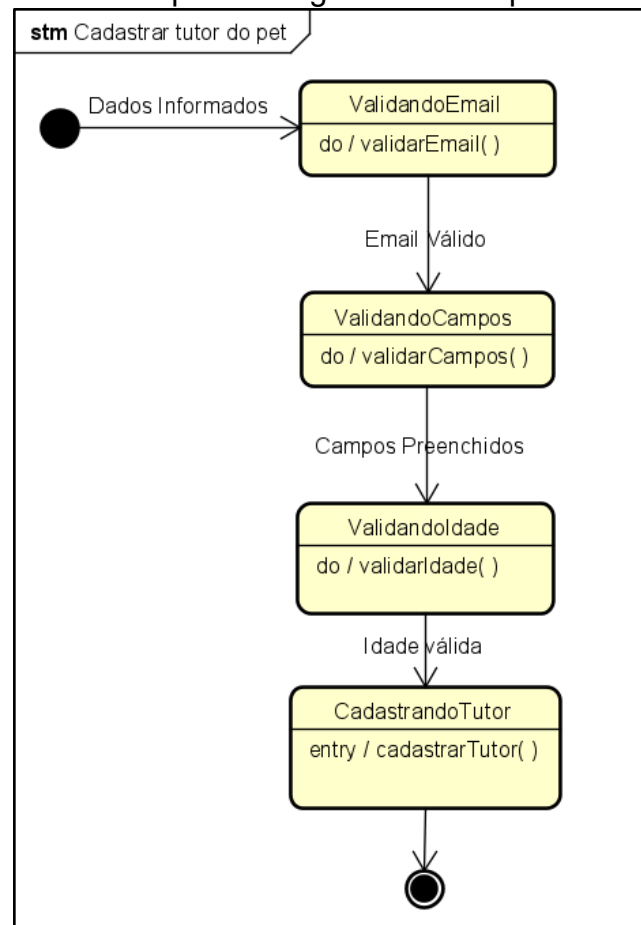 stm Cadastrar tutor do pet
Dados Informados
ValidandoEmail
do / validarEmail( )
Email Válido
ValidandoCampos
do / validarCampos( )
Campos Preenchidos
ValidandoIdade
do / validarIdade( )
Idade válida
CadastrandoTutor
entry / cadastrarTutor( )